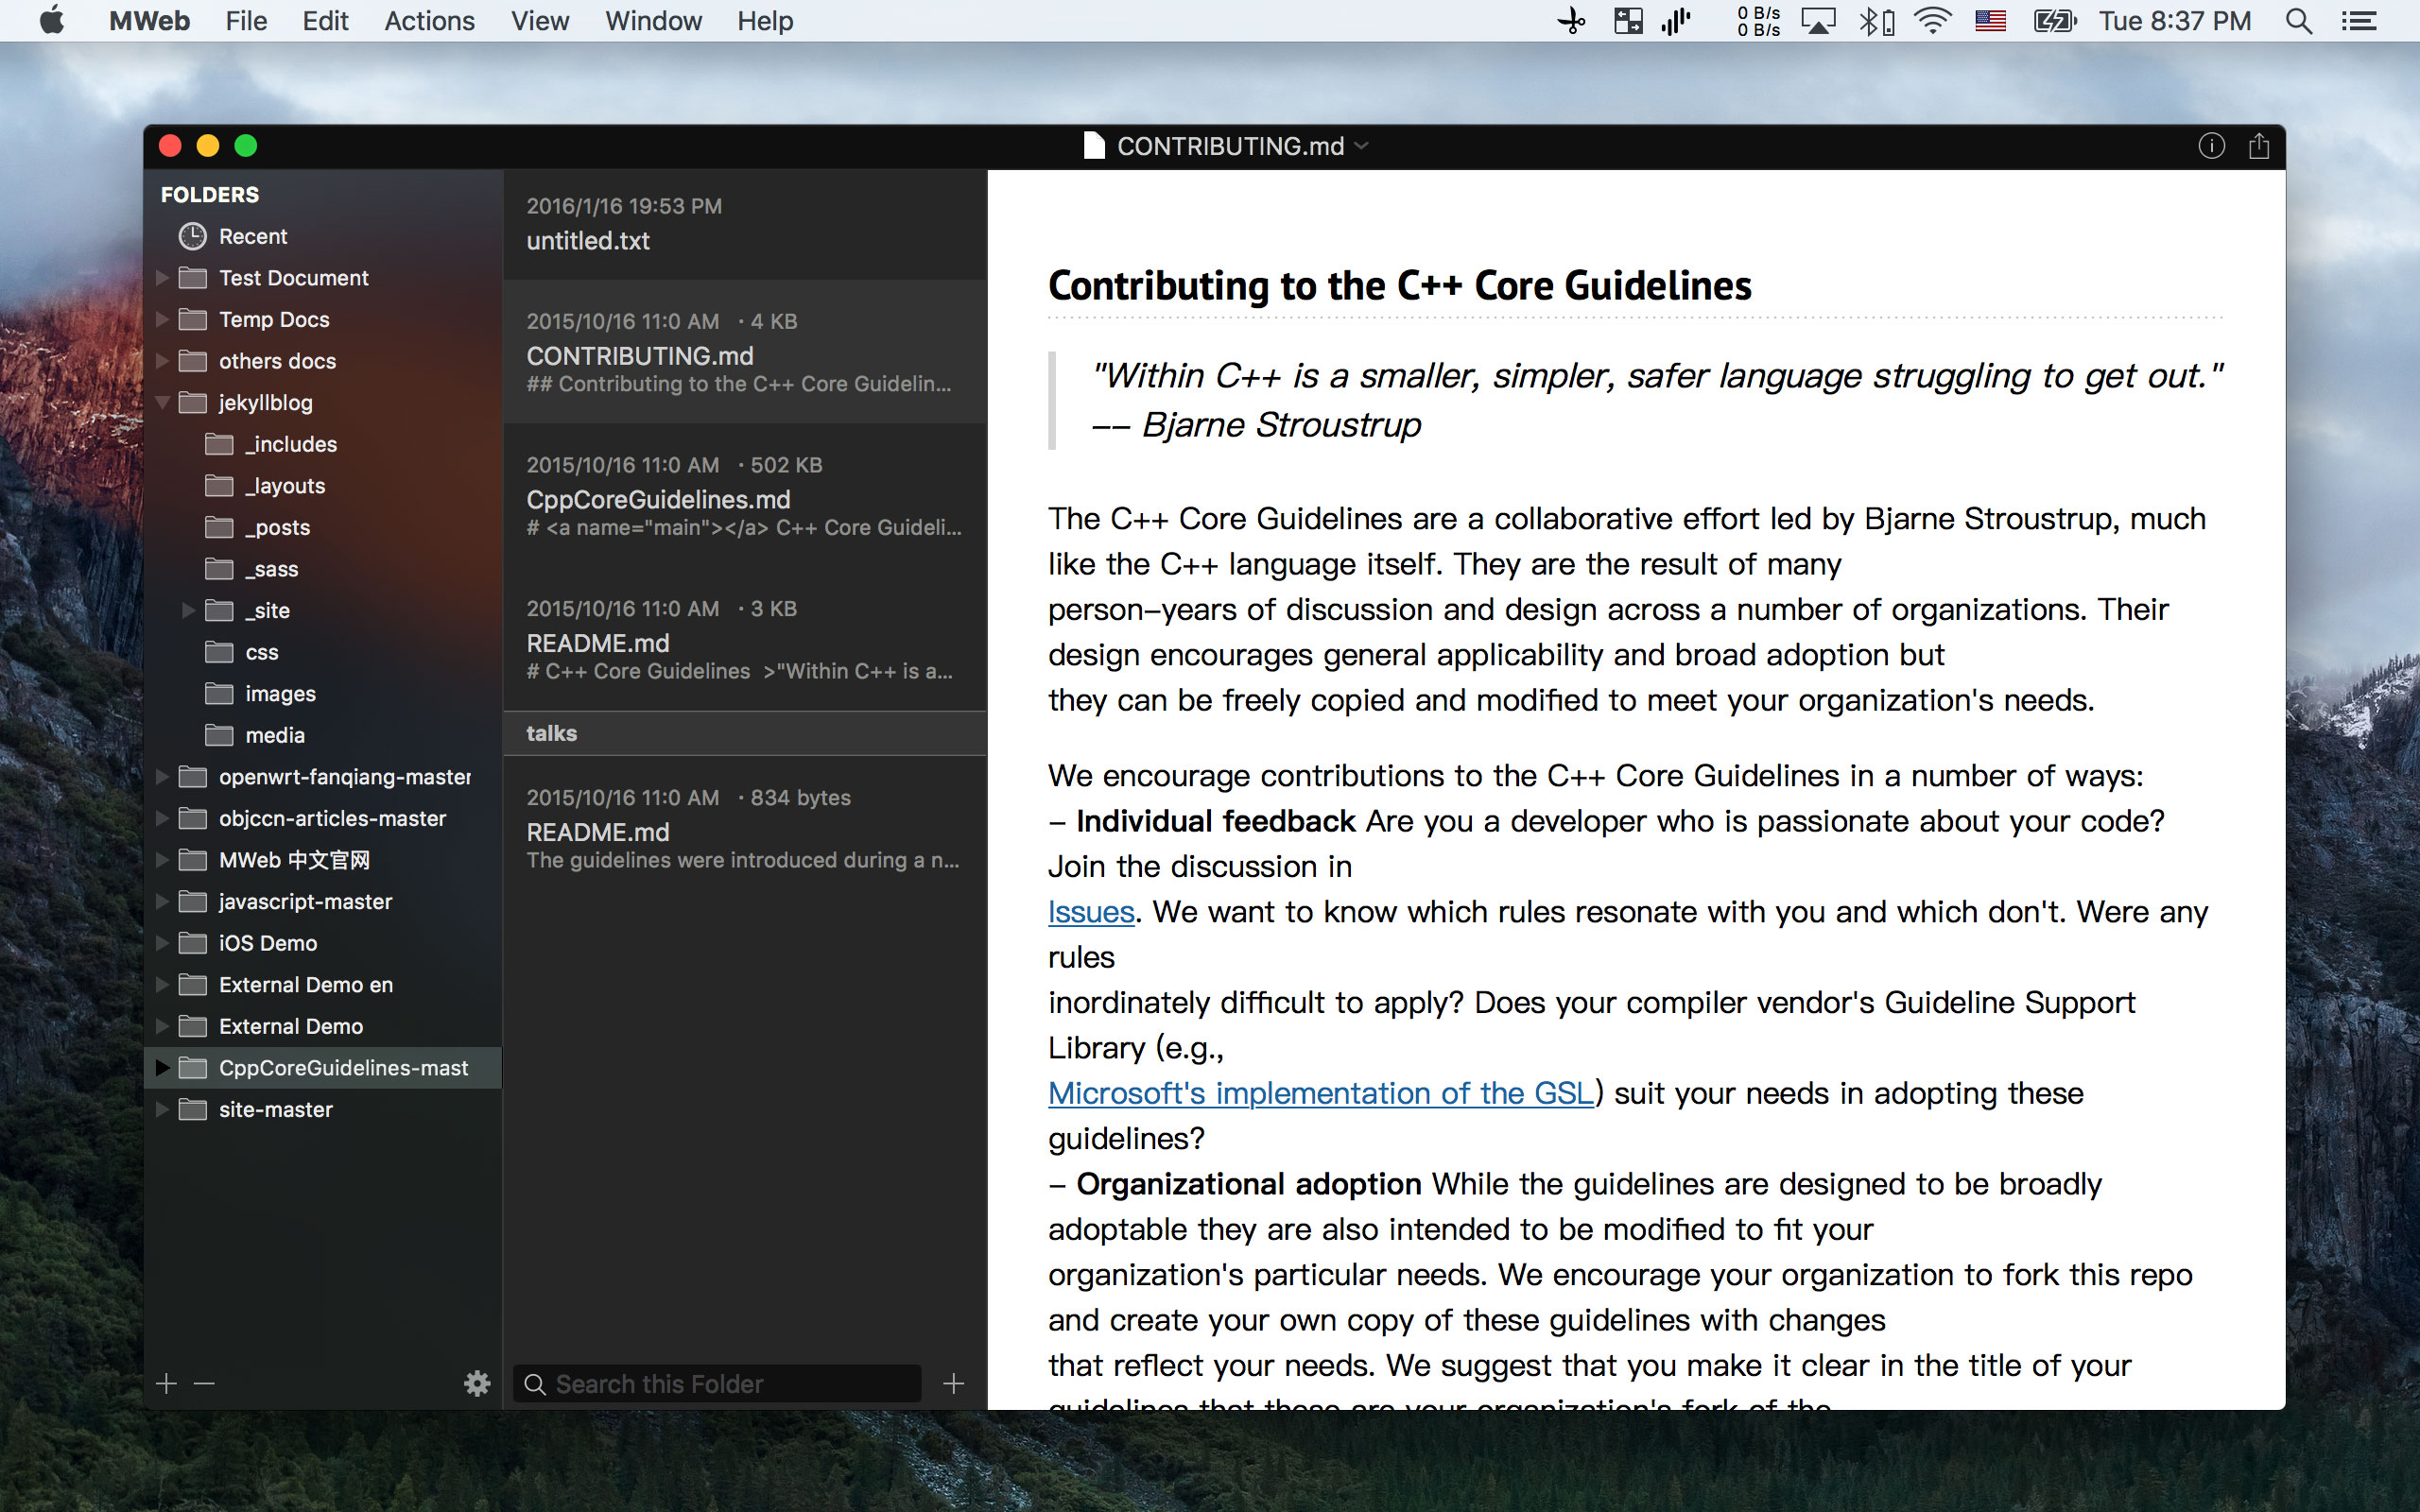 MWeb File Edit Actions View Window Help
0 B/s
0 B/s
Tue 8:37 PM
CONTRIBUTING.md
FOLDERS
Recent
Test Document
Temp Docs
others docs
jekyllblog
_includes
_layouts
_posts
_sass
_site
css
images
media
openwrt-fanqiang-master
objccn-articles-master
MWeb 中文官网
javascript-master
iOS Demo
External Demo en
External Demo
CppCoreGuidelines-mast
site-master
2016/1/16 19:53 PM
untitled.txt
2015/10/16 11:0 AM · 4 KB
CONTRIBUTING.md
## Contributing to the C++ Core Guidelin...
2015/10/16 11:0 AM · 502 KB
CppCoreGuidelines.md
# <a name="main"></a> C++ Core Guideli...
2015/10/16 11:0 AM · 3 KB
README.md
# C++ Core Guidelines >"Within C++ is a...
talks
2015/10/16 11:0 AM · 834 bytes
README.md
The guidelines were introduced during a n...
Search this Folder
Contributing to the C++ Core Guidelines
"Within C++ is a smaller, simpler, safer language struggling to get out."
-- Bjarne Stroustrup
The C++ Core Guidelines are a collaborative effort led by Bjarne Stroustrup, much
like the C++ language itself. They are the result of many
person-years of discussion and design across a number of organizations. Their
design encourages general applicability and broad adoption but
they can be freely copied and modified to meet your organization's needs.
We encourage contributions to the C++ Core Guidelines in a number of ways:
- Individual feedback Are you a developer who is passionate about your code?
Join the discussion in
Issues. We want to know which rules resonate with you and which don't. Were any
rules
inordinately difficult to apply? Does your compiler vendor's Guideline Support
Library (e.g.,
Microsoft's implementation of the GSL) suit your needs in adopting these
guidelines?
- Organizational adoption While the guidelines are designed to be broadly
adoptable they are also intended to be modified to fit your
organization's particular needs. We encourage your organization to fork this repo
and create your own copy of these guidelines with changes
that reflect your needs. We suggest that you make it clear in the title of your
guidelines that these are your organization's fork of the